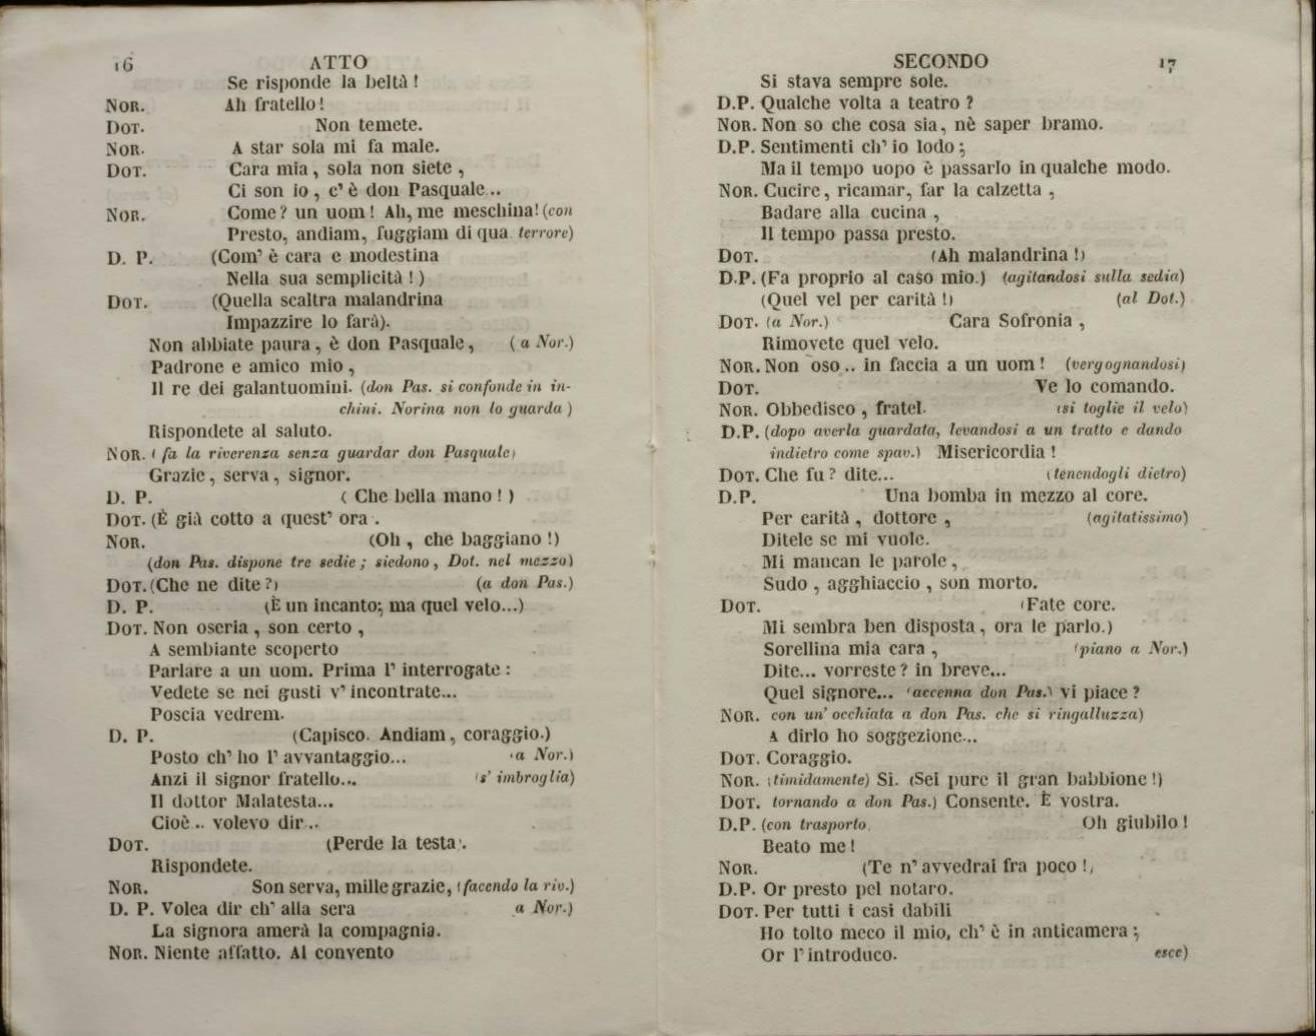 16 ATTO
Se risponde la beltà !
NOR. Ah fratello !
DOT. Non temete.
NOR. A star sola mi fa male.
DOT. Cara mia , sola non siete ,
Ci son io , c' è don Pasquale...
NOR. Come ? un uom ! Ah, me meschina! (con
Presto, andiam, fuggiam di qua terrore)
D. P. (Com' è cara e modestina
Nella sua semplicità ! )
DOT. (Quella scaltra malandrina
Impazzire lo farà).
Non abbiate paura , è don Pasquale , ( a Nor.)
Padrone e amico mio ,
Il re dei galantuomini. (don Pas. si confonde in in-
chini. Norina non lo guarda )
Rispondete al saluto.
NOR. ( fa la riverenza senza guardar don Pasquale)
Grazie , serva , signor.
D. P. ( Che bella mano ! )
DOT. (È già cotto a quest' ora .
NOR. (Oh , che baggiano !)
(don Pas. dispone tre sedie ; siedono , Dot. nel mezzo)
DOT. (Che ne dite ?) (a don Pas.)
D. P. (È un incanto; ma quel velo...)
DOT. Non oseria , son certo ,
A sembiante scoperto
Parlare a un uom. Prima l' interrogate :
Vedete se nei gusti v' incontrate...
Poscia vedrem.
D. P. (Capisco. Andiam , coraggio.)
Posto ch' ho l' avvantaggio... (a Nor.)
Anzi il signor fratello... (s' imbroglia)
Il dottor Malatesta...
Cioè .. volevo dir ..
DOT. (Perde la testa).
Rispondete.
NOR. Son serva, mille grazie, (facendo la riv.)
D. P. Volea dir ch' alla sera a Nor.)
La signora amerà la compagnia.
NOR. Niente affatto. Al convento
SECONDO 17
Si stava sempre sole.
D.P. Qualche volta a teatro ?
NOR. Non so che cosa sia , nè saper bramo.
D.P. Sentimenti ch' io lodo ;
Ma il tempo uopo è passarlo in qualche modo.
NOR. Cucire , ricamar, far la calzetta ,
Badare alla cucina ,
Il tempo passa presto.
DOT. (Ah malandrina !)
D.P. (Fa proprio al caso mio.) (agitandosi sulla sedia)
(Quel vel per carità !) (al Dot.)
DOT. (a Nor.) Cara Sofronia ,
Rimovete quel velo.
NOR. Non oso .. in faccia a un uom ! (vergognandosi)
DOT. Ve lo comando.
NOR. Obbedisco , fratel. (si toglie il velo)
D.P. (dopo averla guardata, levandosi a un tratto e dando
indietro come spav.) Misericordia !
DOT. Che fu ? dite... (tenendogli dietro)
D.P. Una bomba in mezzo al core.
Per carità , dottore , (agitatissimo)
Ditele se mi vuole.
Mi mancan le parole ,
Sudo , agghiaccio , son morto.
DOT. (Fate core.
Mi sembra ben disposta , ora le parlo.)
Sorellina mia cara , (piano a Nor.)
Dite... vorreste ? in breve...
Quel signore... (accenna don Pas.) vi piace ?
NOR. con un' occhiata a don Pas. che si ringalluzza)
A dirlo ho soggezione...
DOT. Coraggio.
NOR. (timidamente) Sì. (Sei pure il gran babbione !)
DOT. tornando a don Pas.) Consente. È vostra.
D.P. (con trasporto. Oh giubilo !
Beato me !
NOR. (Te n' avvedrai fra poco !)
D.P. Or presto pel notaro.
DOT. Per tutti i casi dabili
Ho tolto meco il mio, ch' è in anticamera ;
Or l' introduco. esce)